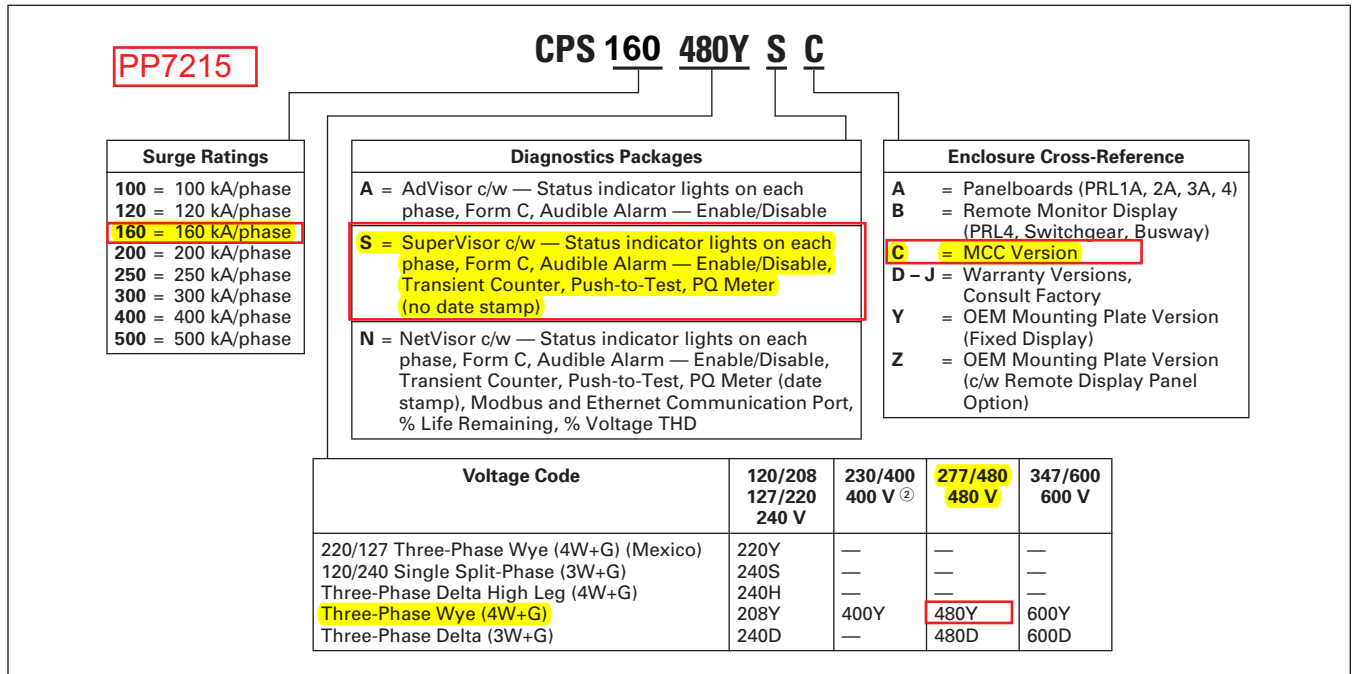 PP7215
CPS 160 480Y S C
Surge Ratings
100 = 100 kA/phase
120 = 120 kA/phase
160 = 160 kA/phase
200 = 200 kA/phase
250 = 250 kA/phase
300 = 300 kA/phase
400 = 400 kA/phase
500 = 500 kA/phase
Diagnostics Packages
A = AdVisor c/w — Status indicator lights on each
phase, Form C, Audible Alarm — Enable/Disable
S = SuperVisor c/w — Status indicator lights on each
phase, Form C, Audible Alarm — Enable/Disable,
Transient Counter, Push-to-Test, PQ Meter
(no date stamp)
N = NetVisor c/w — Status indicator lights on each
phase, Form C, Audible Alarm — Enable/Disable,
Transient Counter, Push-to-Test, PQ Meter (date
stamp), Modbus and Ethernet Communication Port,
% Life Remaining, % Voltage THD
Enclosure Cross-Reference
A = Panelboards (PRL1A, 2A, 3A, 4)
B = Remote Monitor Display
(PRL4, Switchgear, Busway)
C = MCC Version
D – J = Warranty Versions,
Consult Factory
Y = OEM Mounting Plate Version
(Fixed Display)
Z = OEM Mounting Plate Version
(c/w Remote Display Panel
Option)
Voltage Code 120/208 230/400 277/480 347/600
127/220 400 V ② 480 V 600 V
240 V
220/127 Three-Phase Wye (4W+G) (Mexico) 220Y — — —
120/240 Single Split-Phase (3W+G) 240S — — —
Three-Phase Delta High Leg (4W+G) 240H — — —
Three-Phase Wye (4W+G) 208Y 400Y 480Y 600Y
Three-Phase Delta (3W+G) 240D — 480D 600D